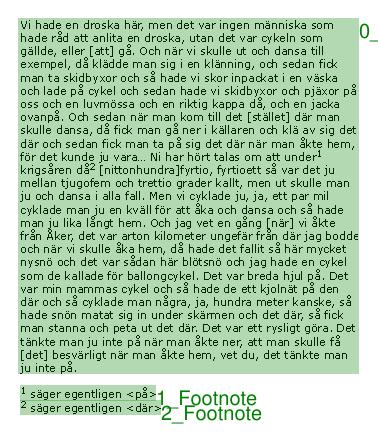 Vi hade en droska här, men det var ingen människa som
hade råd att anlita en droska, utan det var cykeln som
gällde, eller [att] gå. Och när vi skulle ut och dansa till
exempel, då klädde man sig i en klänning, och sedan fick
man ta skidbyxor och så hade vi skor inpackat i en väska
och lade på cykel och sedan hade vi skidbyxor och pjäxor på
oss och en luvmössa och en riktig kappa då, och en jacka
ovanpå. Och sedan när man kom till det [stället] där man
skulle dansa, då fick man gå ner i källaren och klä av sig det
där och sedan fick man ta på sig det där när man åkte hem,
för det kunde ju vara... Ni har hört talas om att under¹
krigsåren då² [nittonhundra]fyrtio, fyrtioett så var det ju
mellan tjugofem och trettio grader kallt, men ut skulle man
ju och dansa i alla fall. Men vi cyklade ju, ja, ett par mil
cyklade man ju en kväll för att åka och dansa och så hade
man ju lika långt hem. Och jag vet en gång [när] vi åkte
från Åker, det var arton kilometer ungefär från där jag bodde
och när vi skulle åka hem, då hade det fallit så här mycket
nysnö och det var sådan här blötsnö och jag hade en cykel
som de kallade för ballongcykel. Det var breda hjul på. Det
var min mammas cykel och så hade de ett kjolnät på den
där och så cyklade man några, ja, hundra meter kanske, så
hade snön matat sig in under skärmen och det där, så fick
man stanna och peta ut det där. Det var ett rysligt göra. Det
tänkte man ju inte på när man åkte ner, att man skulle få
[det] besvärligt när man åkte hem, vet du, det tänkte man
ju inte på.
0_
¹ säger egentligen <på>
1_Footnote
² säger egentligen <där>
2_Footnote